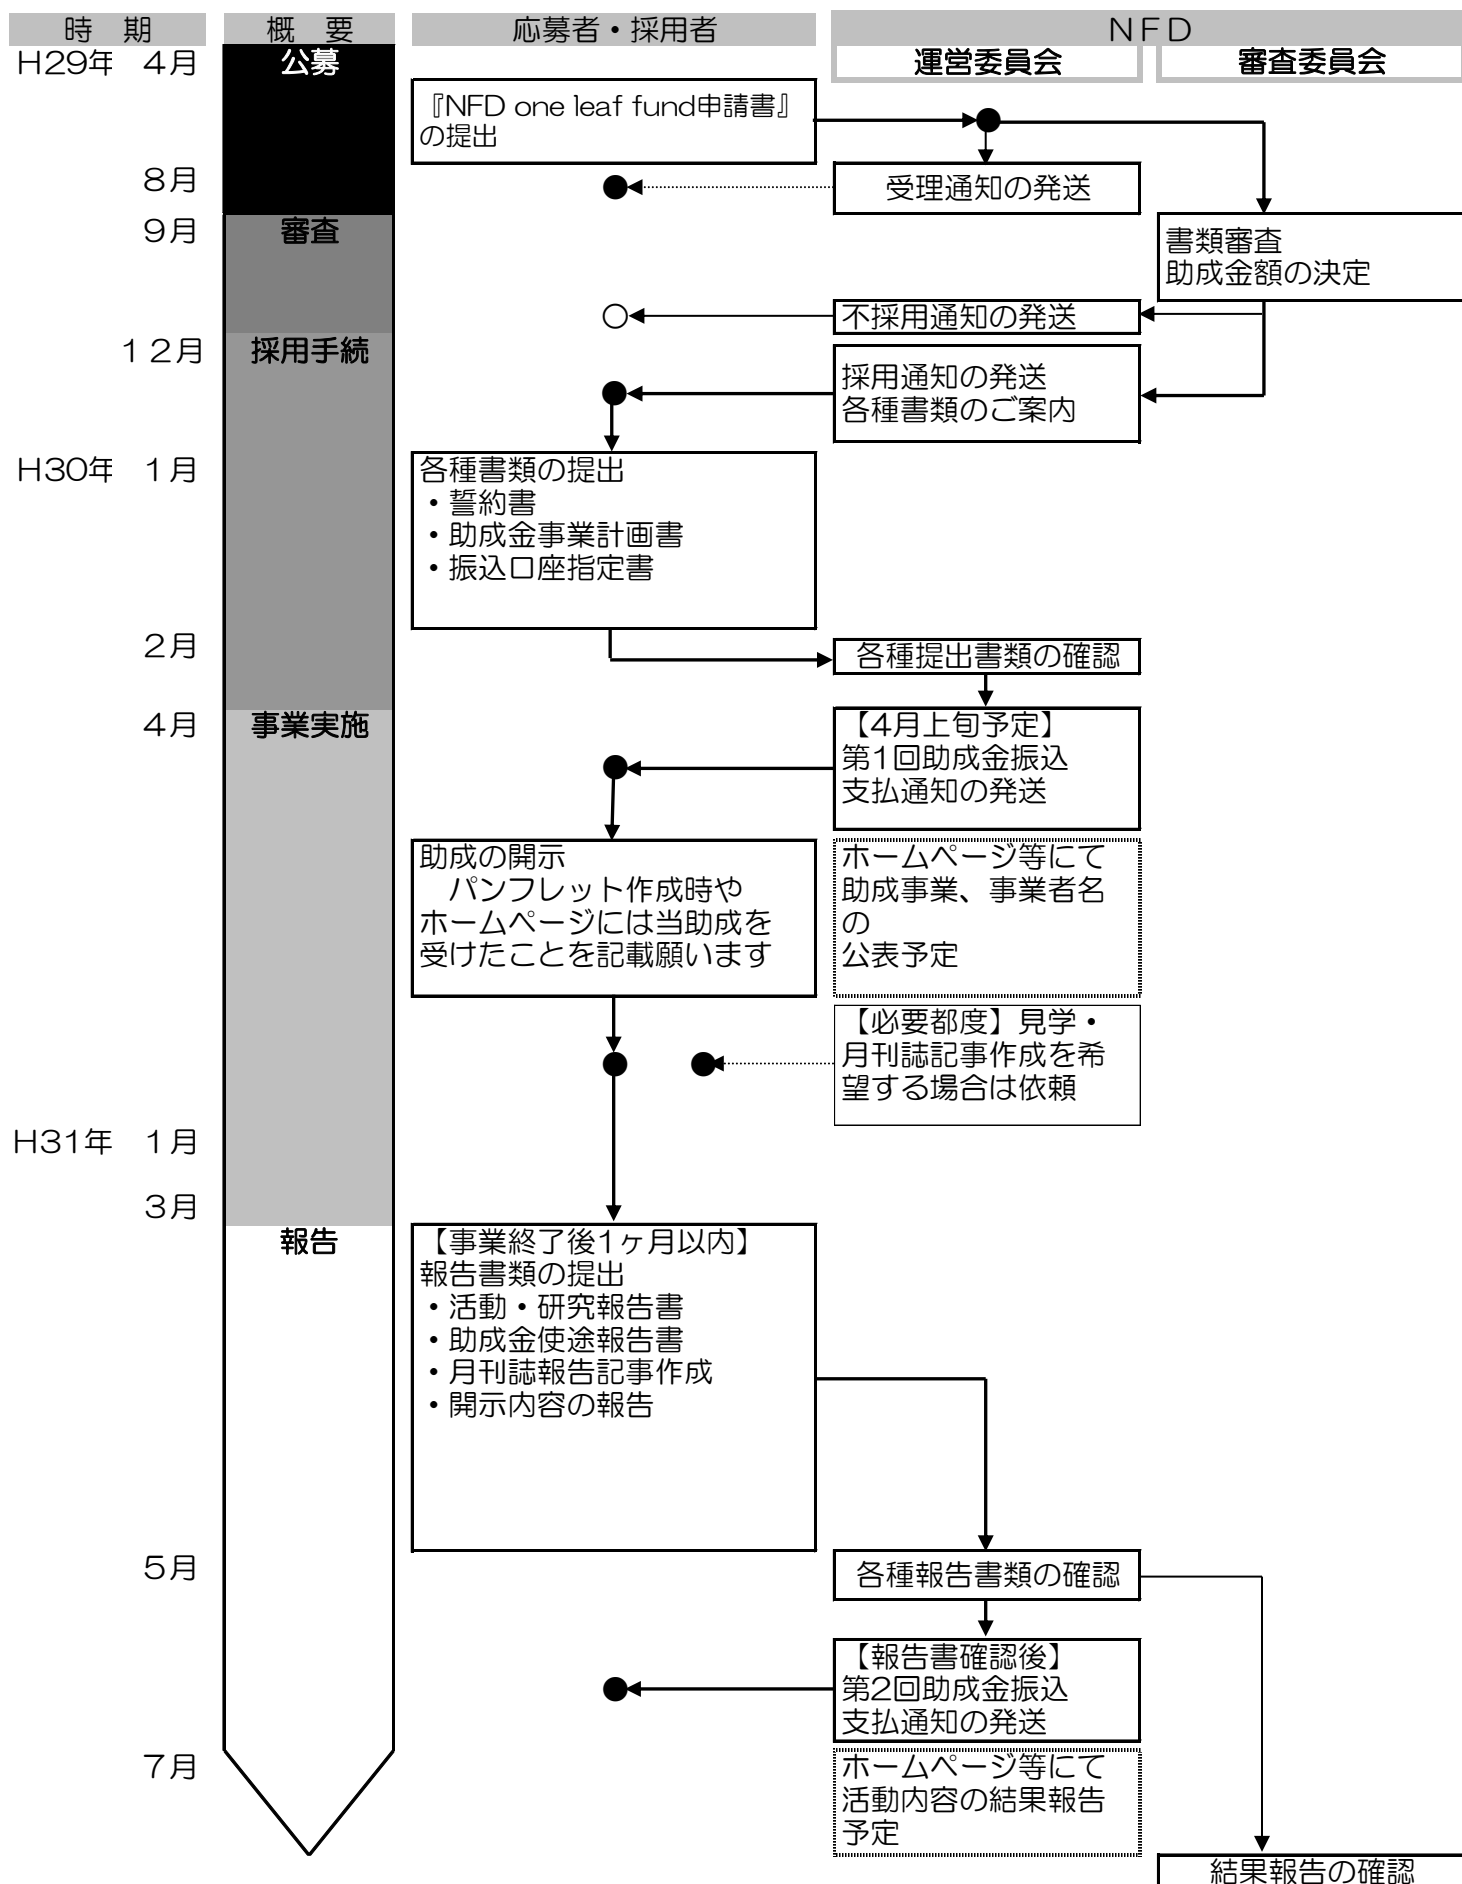 時　期
概　要
応募者・採用者
ＮＦＤ
運営委員会
審査委員会
H29年　4月
公募
『NFD one leaf fund申請書』
の提出
8月
受理通知の発送
9月
審査
書類審査
助成金額の決定
不採用通知の発送
１２月
採用手続
採用通知の発送
各種書類のご案内
H30年　1月
各種書類の提出
・誓約書
・助成金事業計画書
・振込口座指定書
2月
各種提出書類の確認
4月
事業実施
【4月上旬予定】
第1回助成金振込
支払通知の発送
助成の開示
　パンフレット作成時や
ホームページには当助成を
受けたことを記載願います
ホームページ等にて
助成事業、事業者名
の
公表予定
【必要都度】見学・
月刊誌記事作成を希
望する場合は依頼
H31年　1月
3月
報告
【事業終了後1ヶ月以内】
報告書類の提出
・活動・研究報告書
・助成金使途報告書
・月刊誌報告記事作成
・開示内容の報告
5月
各種報告書類の確認
【報告書確認後】
第2回助成金振込
支払通知の発送
7月
ホームページ等にて
活動内容の結果報告
予定
結果報告の確認